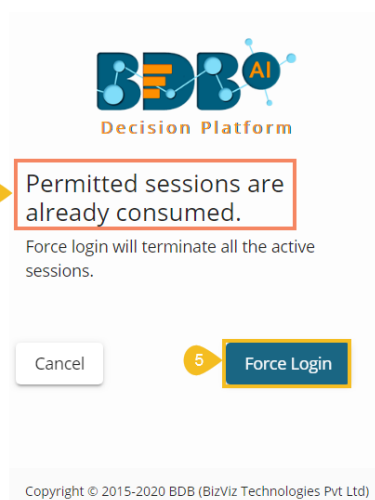 BDB AI
Decision Platform
Permitted sessions are
already consumed.
Force login will terminate all the active
sessions.
Cancel
5
Force Login
Copyright © 2015-2020 BDB (BizViz Technologies Pvt Ltd)